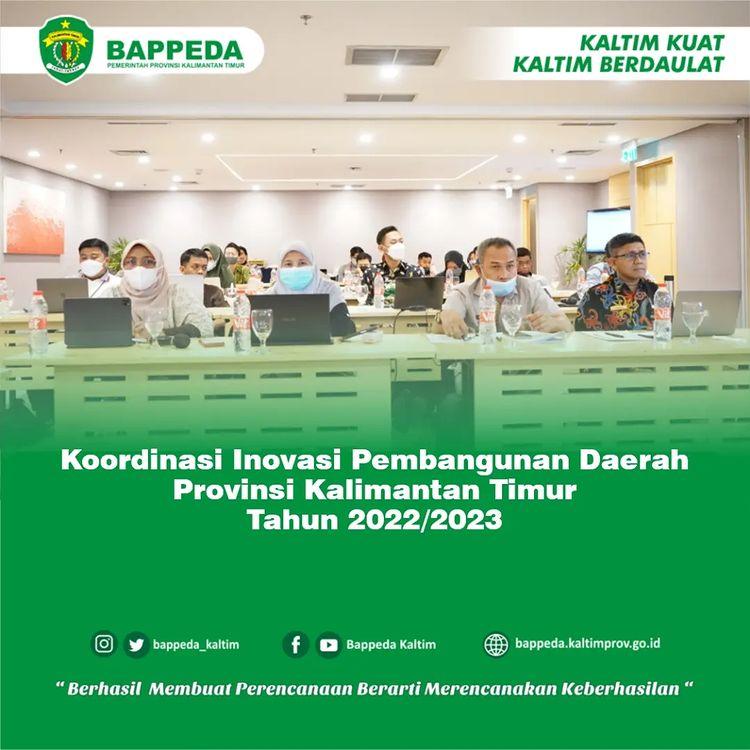 BAPPEDA
PEMERINTAH PROVINSI KALIMANTAN TIMUR
KALTIM KUAT
KALTIM BERDAULAT
Koordinasi Inovasi Pembangunan Daerah
Provinsi Kalimantan Timur
Tahun 2022/2023
bappeda_kaltim
Bappeda Kaltim
bappeda.kaltimprov.go.id
“ Berhasil Membuat Perencanaan Berarti Merencanakan Keberhasilan “